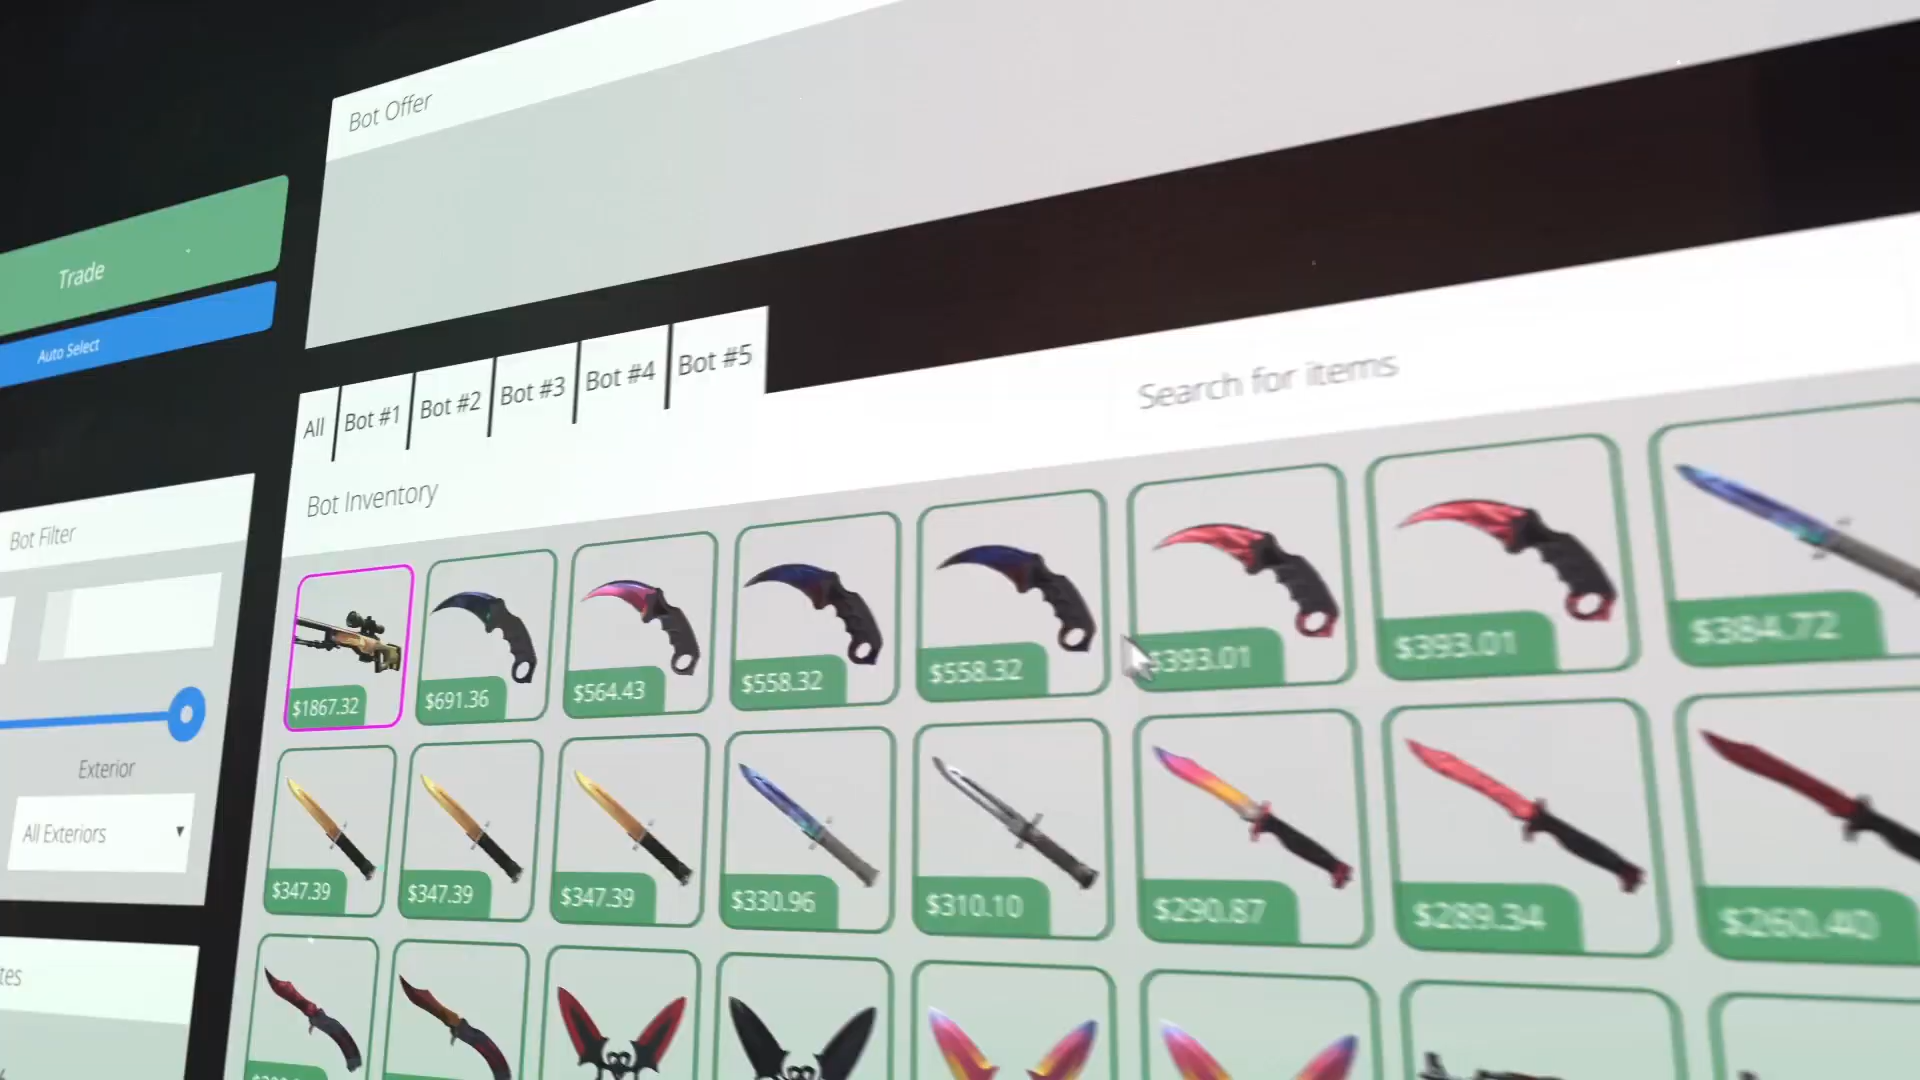 Bot Offer
Trade
Auto Select
All
Bot #1
Bot #2
Bot #3
Bot #4
Bot #5
Search for items
Bot Inventory
Bot Filter
$1867.32
$691.36
$564.43
$558.32
$558.32
$393.01
$393.01
$384.72
Exterior
All Exteriors
$347.39
$347.39
$347.39
$330.96
$310.10
$290.87
$289.34
$260.40